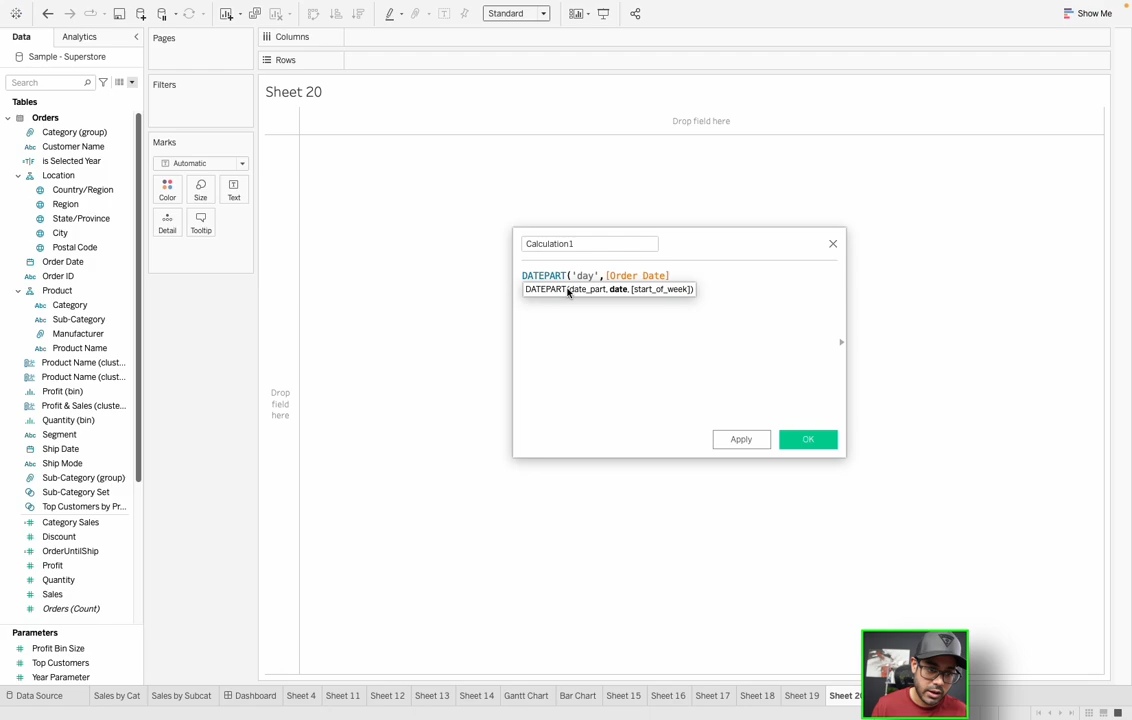 Standard
Show Me
Data
Analytics
Pages
Columns
Rows
Sample - Superstore
Search
Filters
Sheet 20
Tables
Drop field here
Orders
Category (group)
Customer Name
is Selected Year
Location
Country/Region
Region
State/Province
City
Postal Code
Order Date
Order ID
Product
Category
Sub-Category
Manufacturer
Product Name
Product Name (clust...
Product Name (clust...
Profit (bin)
Profit & Sales (cluste...
Quantity (bin)
Segment
Ship Date
Ship Mode
Sub-Category (group)
Sub-Category Set
Top Customers by Pr...
Category Sales
Discount
OrderUntilShip
Profit
Quantity
Sales
Orders (Count)
Parameters
Profit Bin Size
Top Customers
Year Parameter
Marks
Automatic
Color
Size
Text
Detail
Tooltip
Drop
field
here
Calculation1
DATEPART('day',[Order Date]
DATEPART(date_part, date, [start_of_week])
Apply
OK
Data Source
Sales by Cat
Sales by Subcat
Dashboard
Sheet 4
Sheet 11
Sheet 12
Sheet 13
Sheet 14
Gantt Chart
Bar Chart
Sheet 15
Sheet 16
Sheet 17
Sheet 18
Sheet 19
Sheet 20